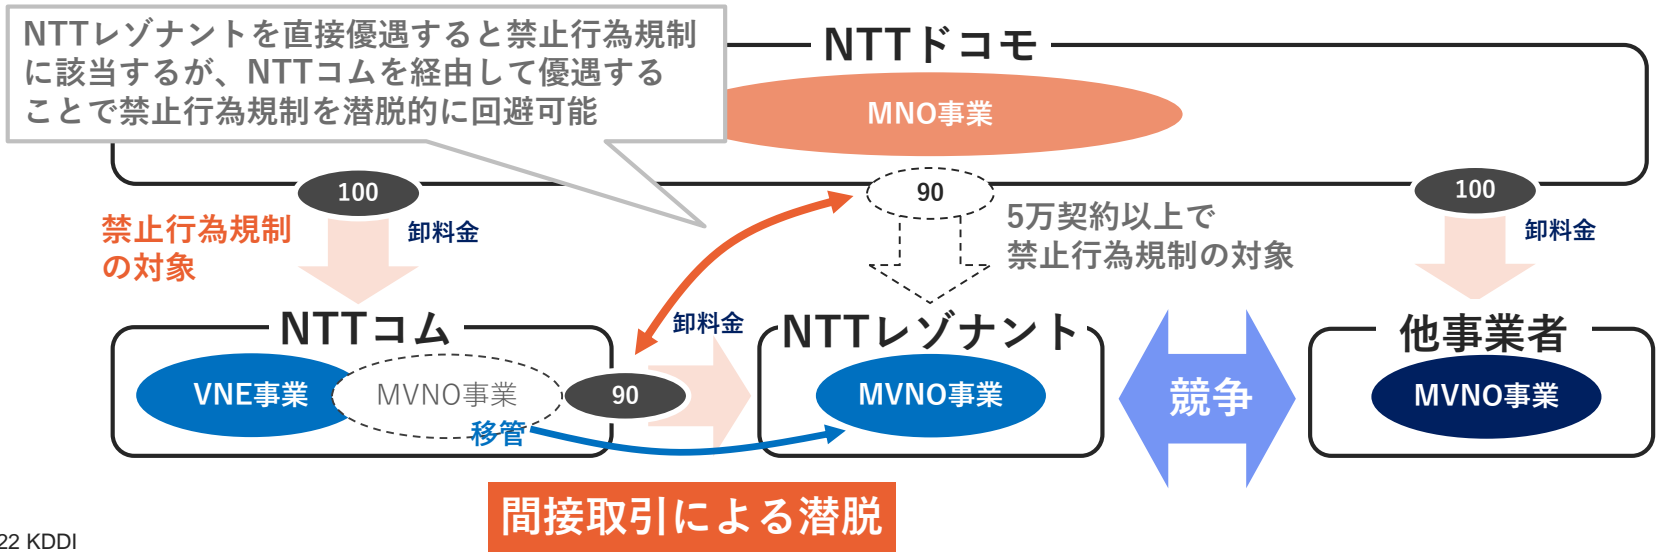 NTTレゾナントを直接優遇すると禁止行為規制
に該当するが、NTTコムを経由して優遇する
ことで禁止行為規制を潜脱的に回避可能
NTTドコモ
MNO事業
100
90
100
禁止行為規制
の対象
卸料金
5万契約以上で
禁止行為規制の対象
卸料金
NTTコム
卸料金
NTTレゾナント
他事業者
VNE事業
MVNO事業
90
MVNO事業
競争
MVNO事業
移管
間接取引による潜脱
22 KDDI